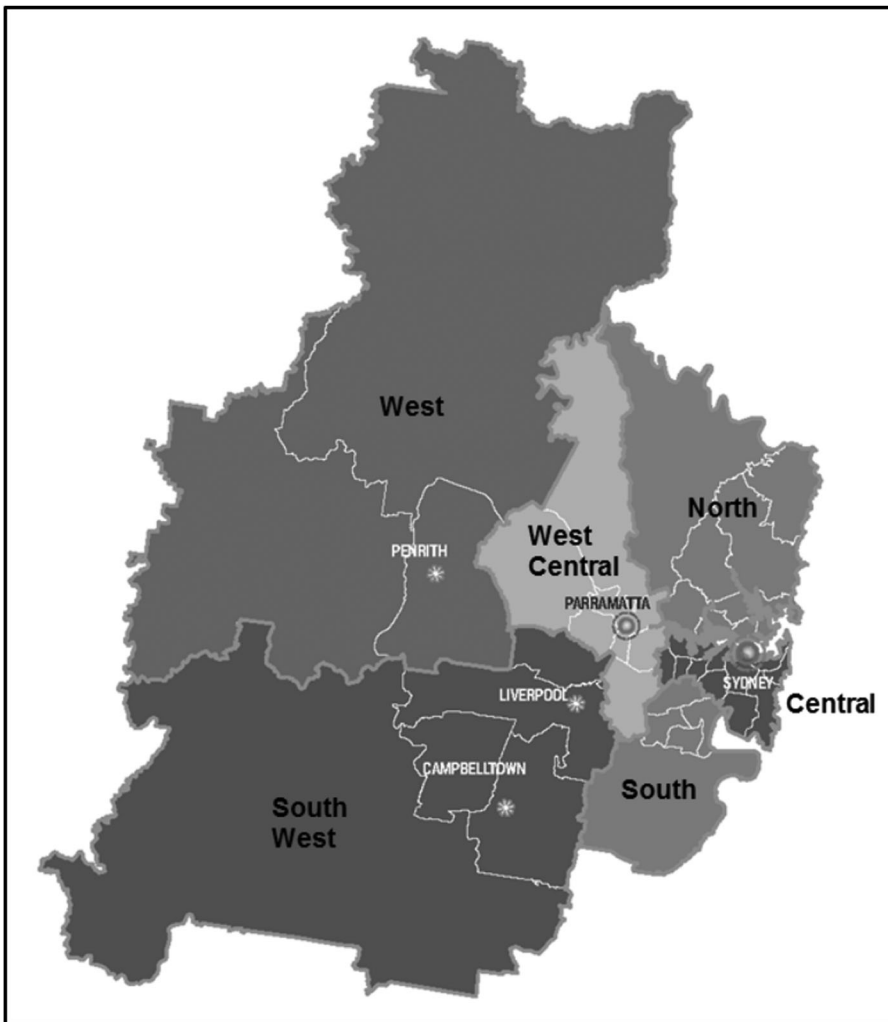 West
North
PENRITH
West
Central
PARRAMATTA
SYDNEY
LIVERPOOL
Central
CAMPBELLTOWN
South
South
West